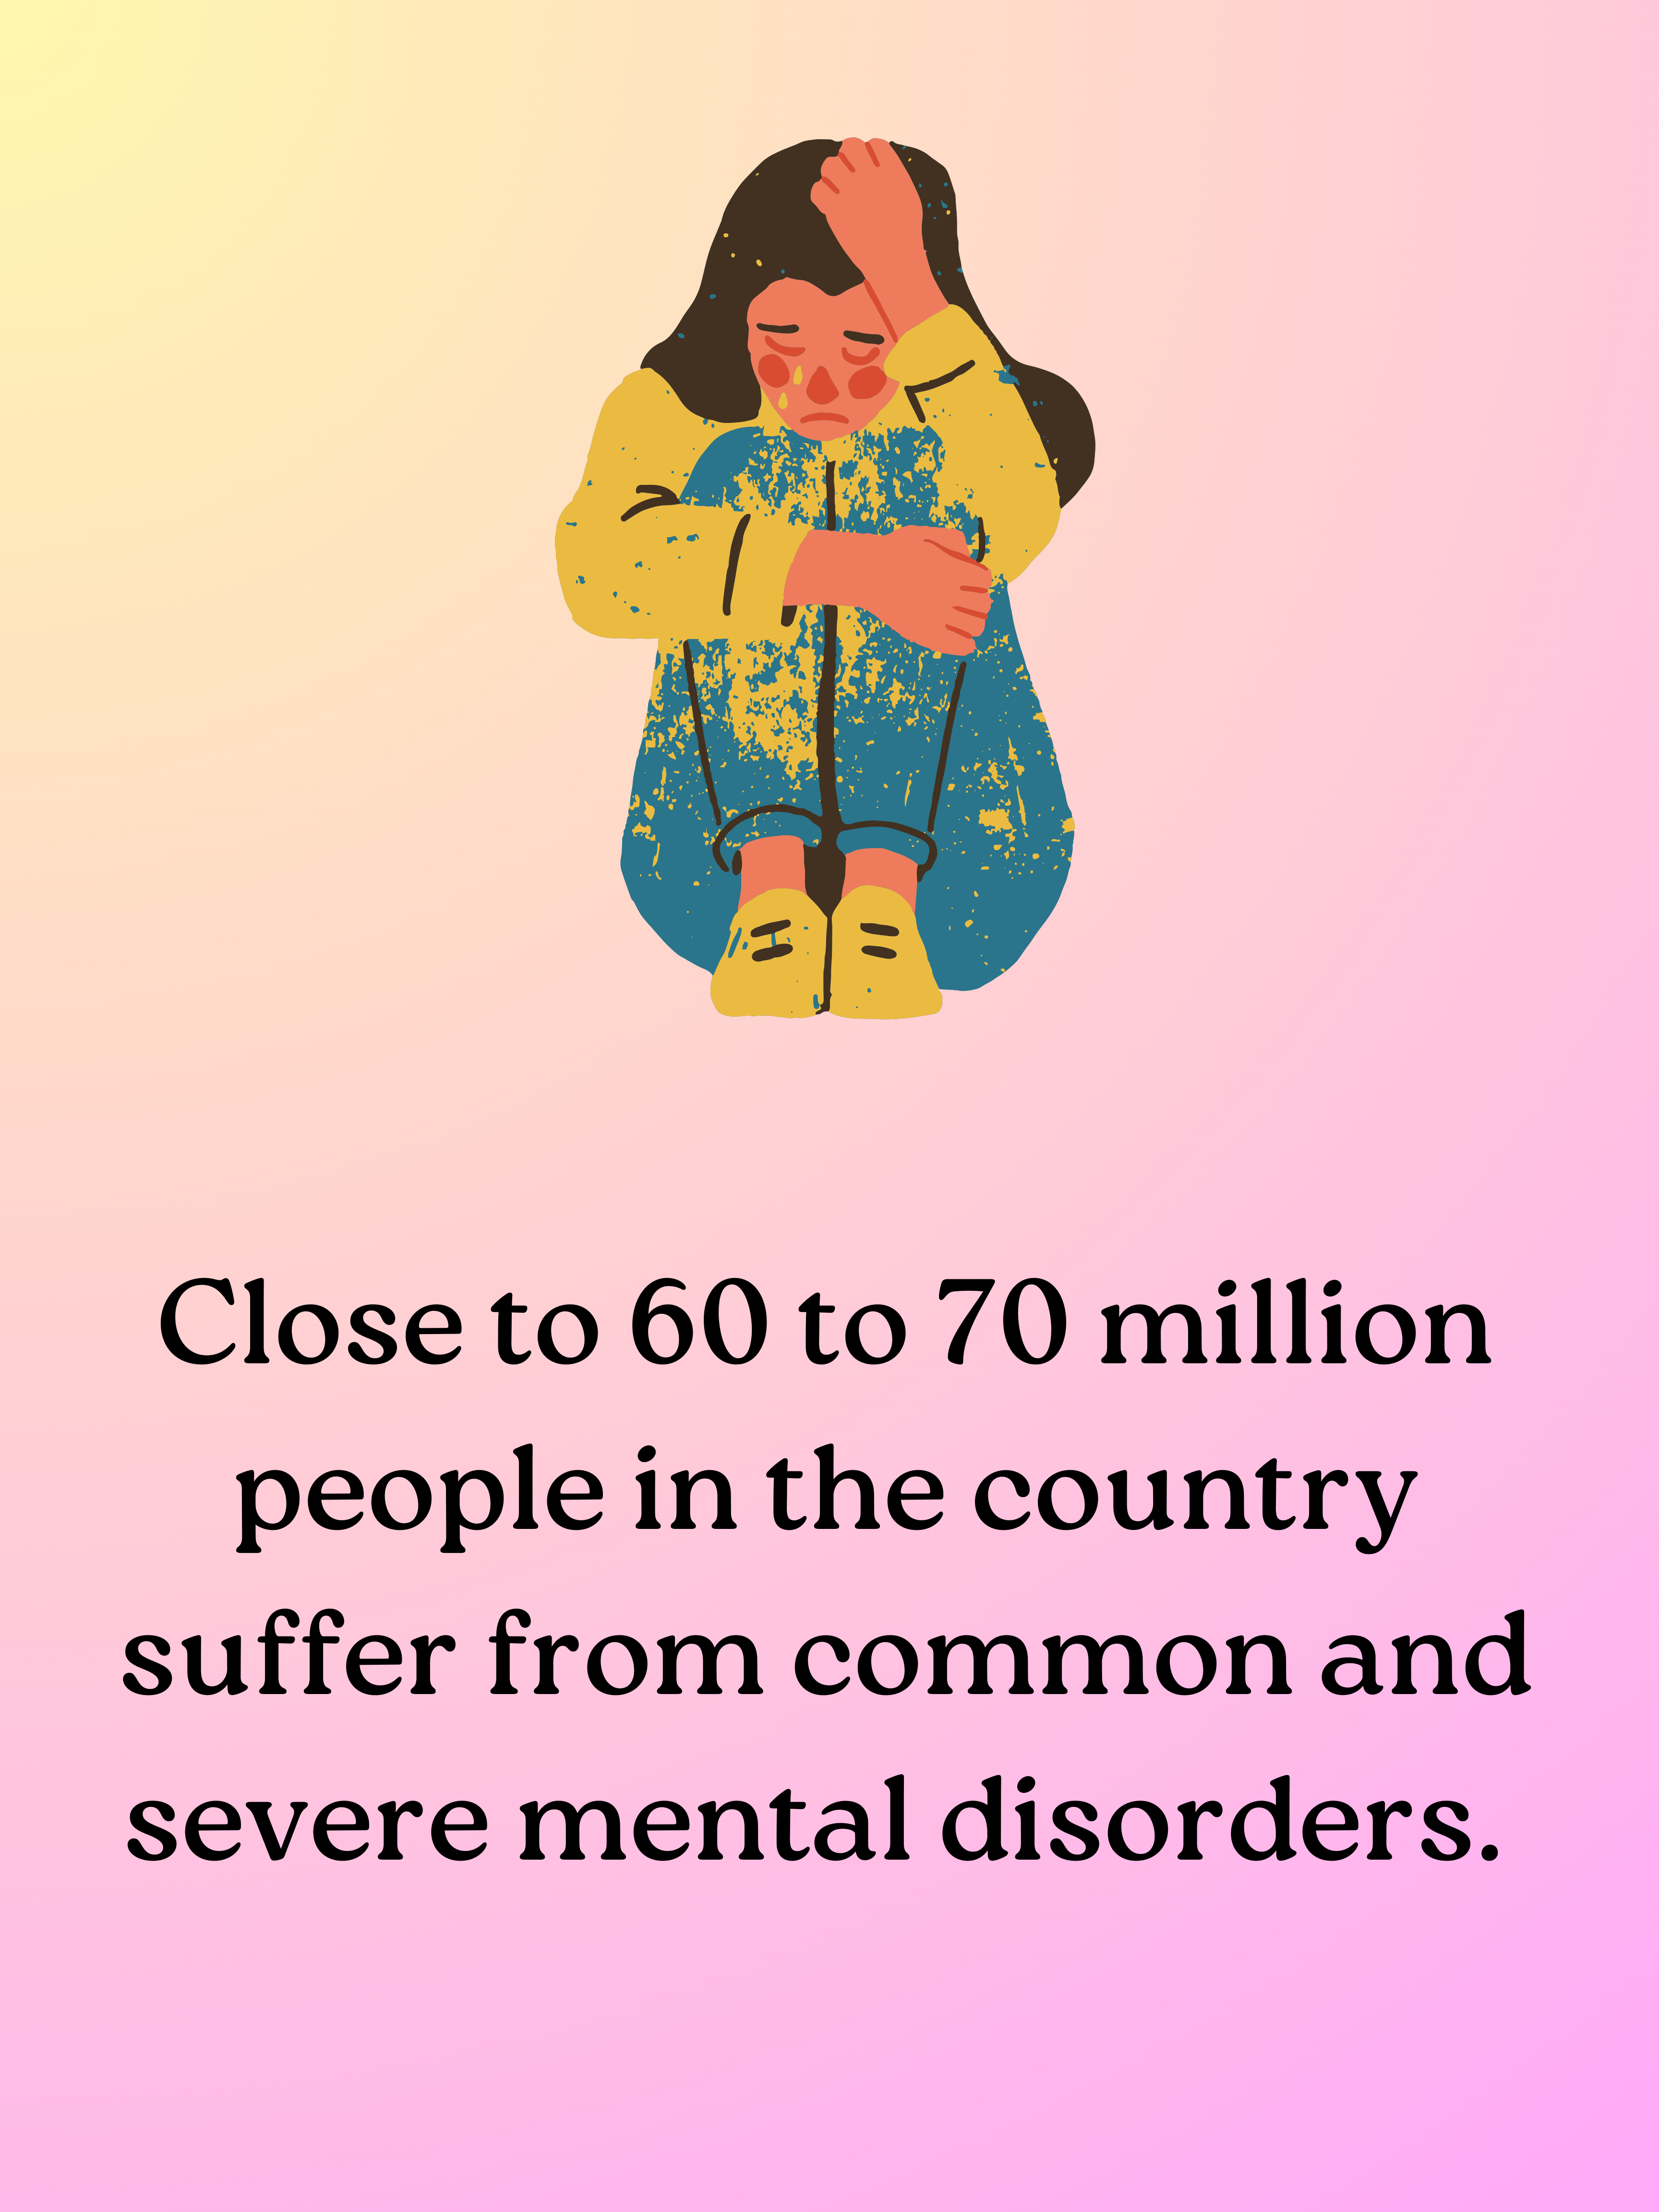 Close to 60 to 70 million
people in the country
suffer from common and
severe mental disorders.